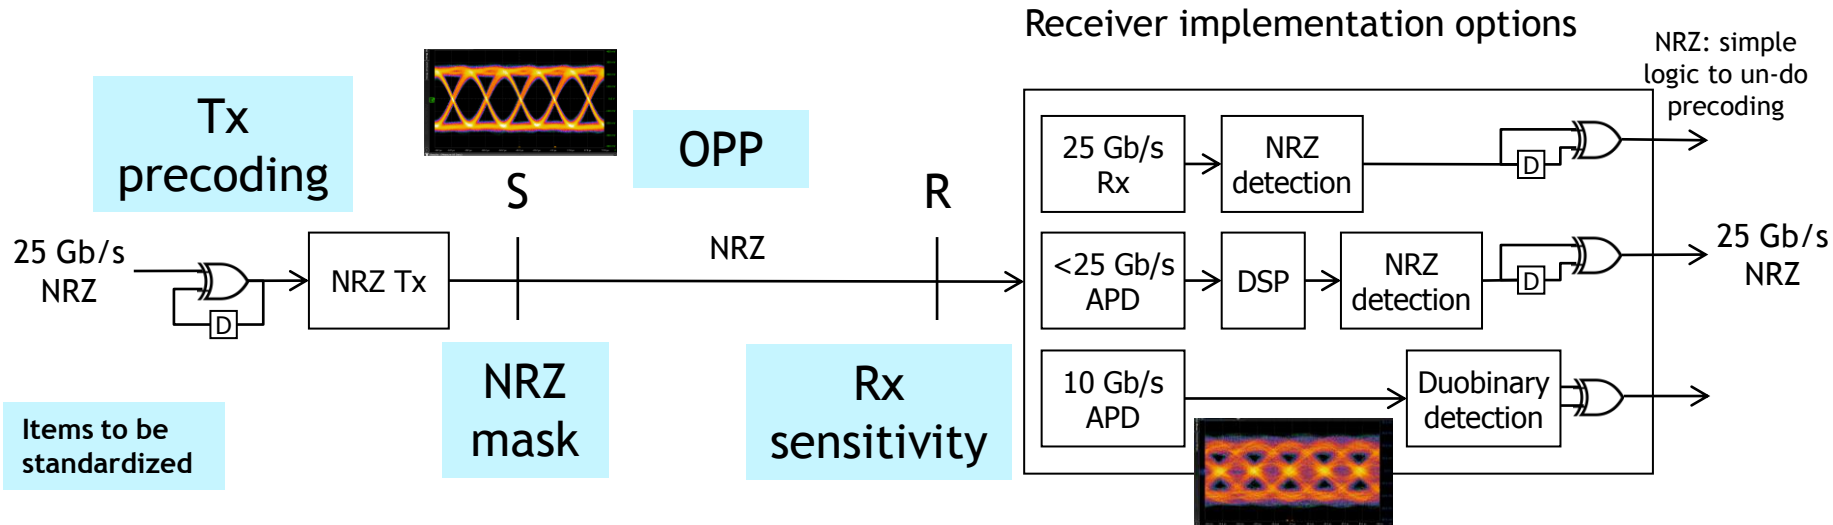 Receiver implementation options
NRZ: simple
logic to un-do
precoding
Tx
precoding
OPP
S
R
25 Gb/s
NRZ
D
NRZ Tx
NRZ
25 Gb/s
Rx
NRZ
detection
D
<25 Gb/s
APD
DSP
NRZ
detection
D
25 Gb/s
NRZ
10 Gb/s
APD
Duobinary
detection
NRZ
mask
Rx
sensitivity
Items to be
standardized